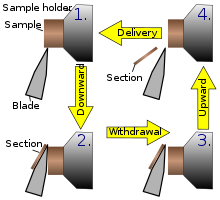 Sample holder
1.
Sample
Blade
Delivery
4.
Section
Downward
Upward
Section
2.
Withdrawal
3.